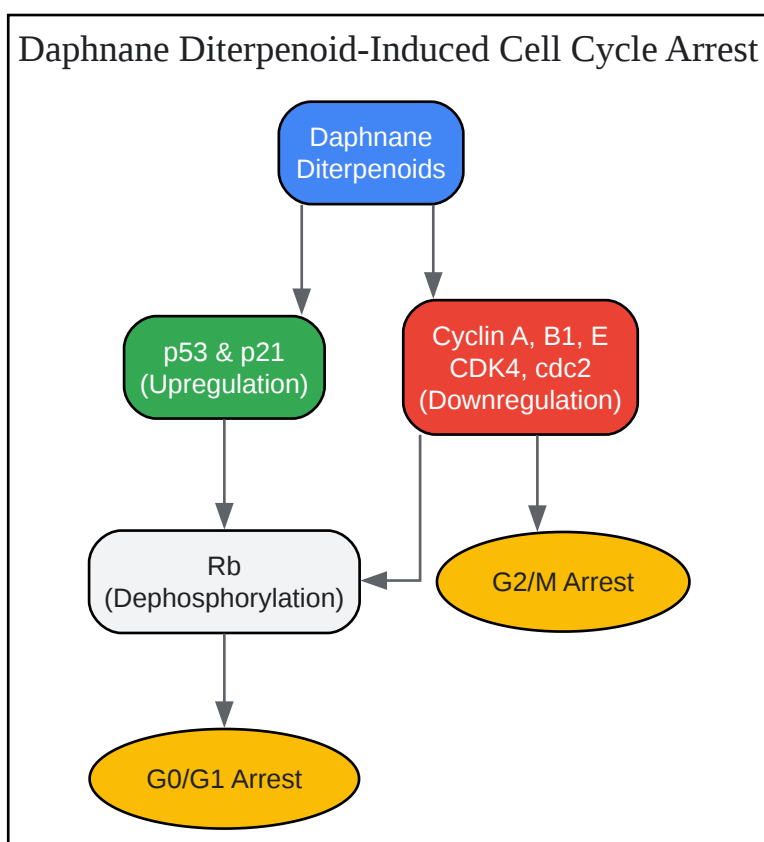 Daphnane Diterpenoid-Induced Cell Cycle Arrest
Daphnane
Diterpenoids
p53 & p21
(Upregulation)
Cyclin A, B1, E
CDK4, cdc2
(Downregulation)
Rb
(Dephosphorylation)
G2/M Arrest
G0/G1 Arrest